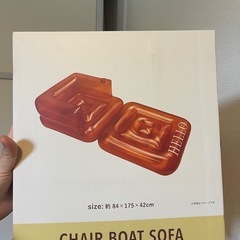 HELLO
size: 約 84×175×42cm
CHAIR BOAT SOFA